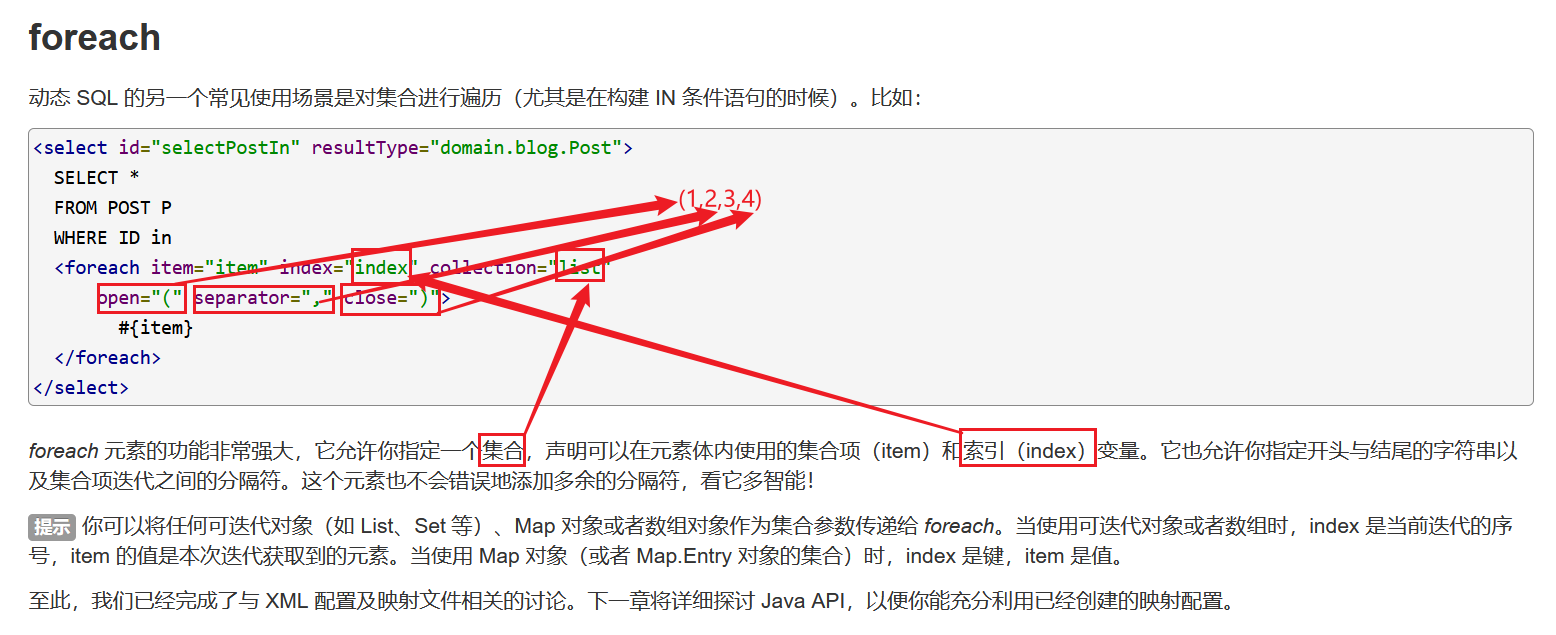 foreach
动态 SQL 的另一个常见使用场景是对集合进行遍历（尤其是在构建 IN 条件语句的时候）。比如：
<select id="selectPostIn" resultType="domain.blog.Post">
SELECT *
(1,2,3,4)
FROM POST P
WHERE ID in
<foreach item="item" index="index" collection="list"
open="(" separator="," close=")">
#{item}
</foreach>
</select>
foreach 元素的功能非常强大，它允许你指定一个集合，声明可以在元素体内使用的集合项（item）和索引（index）变量。它也允许你指定开头与结尾的字符串以
及集合项迭代之间的分隔符。这个元素也不会错误地添加多余的分隔符，看它多智能！
提示 你可以将任何可迭代对象（如 List、Set 等）、Map 对象或者数组对象作为集合参数传递给 foreach。当使用可迭代对象或者数组时，index 是当前迭代的序
号，item 的值是本次迭代获取到的元素。当使用 Map 对象（或者 Map.Entry 对象的集合）时，index 是键，item 是值。
至此，我们已经完成了与 XML 配置及映射文件相关的讨论。下一章将详细探讨 Java API，以便你能充分利用已经创建的映射配置。